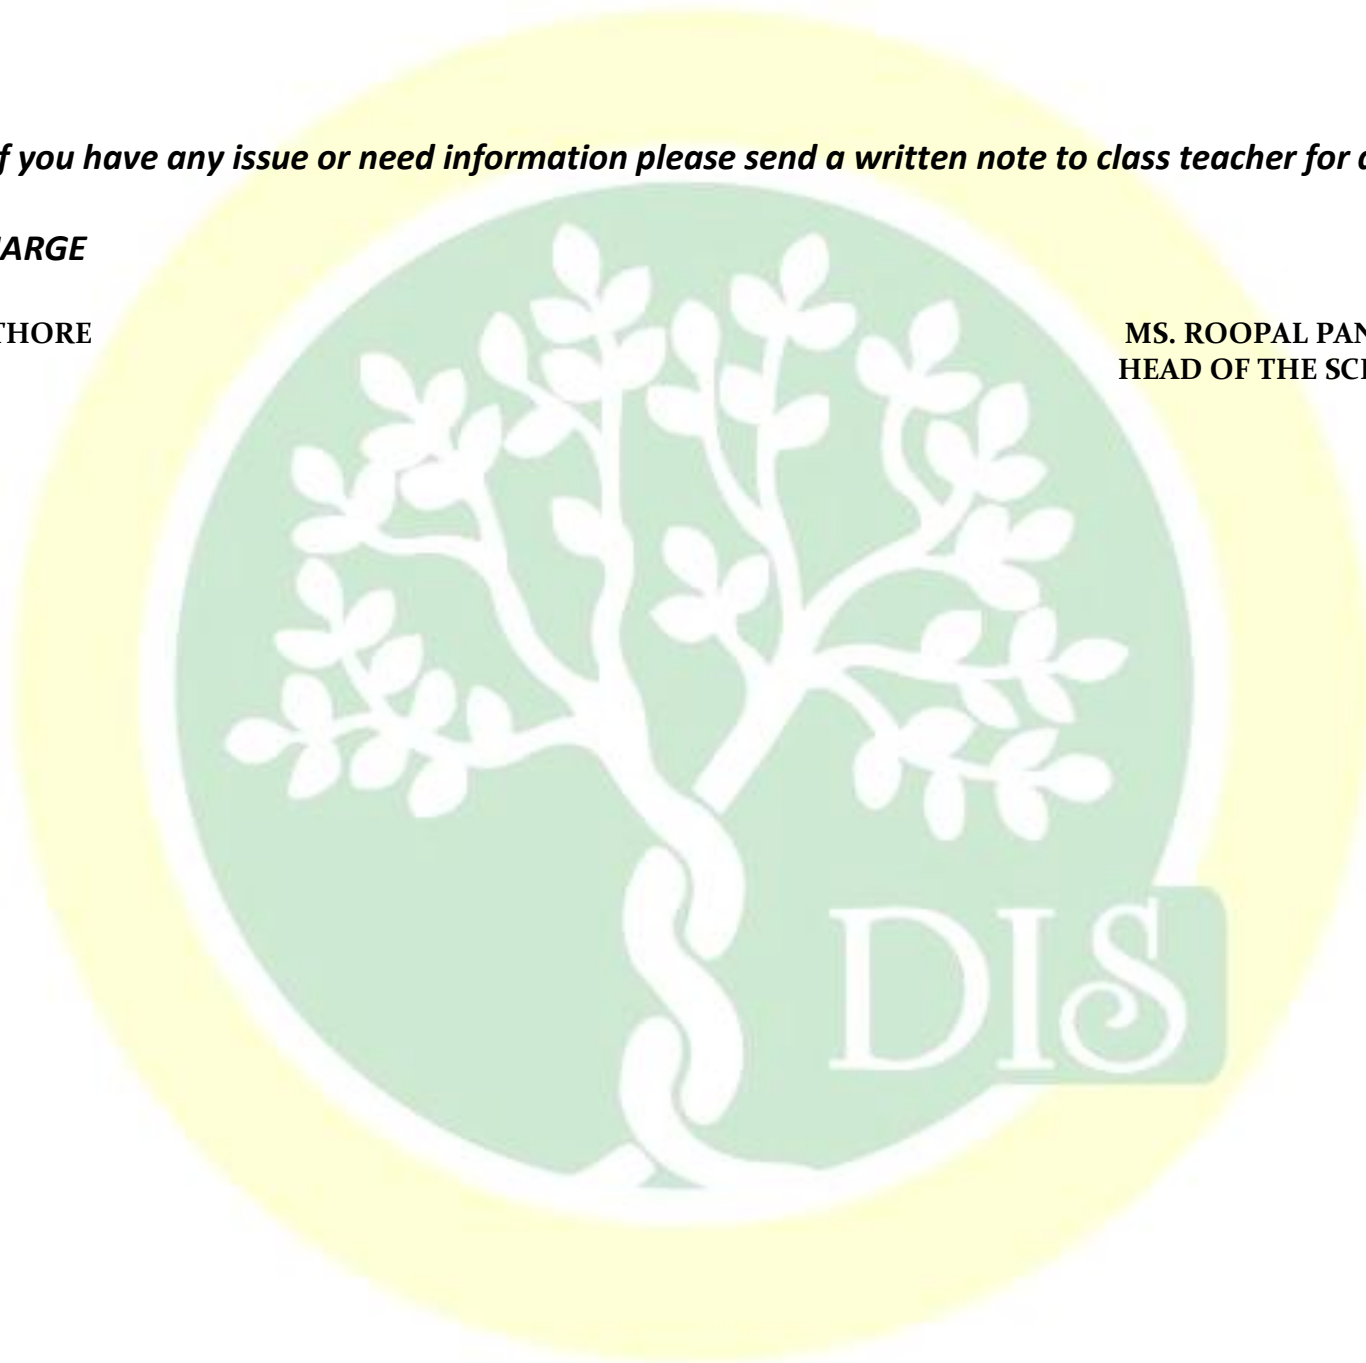 f you have any issue or need information please send a written note to class teacher for
ARGE
THORE
MS. ROOPAL PAN
HEAD OF THE SCH
DIS